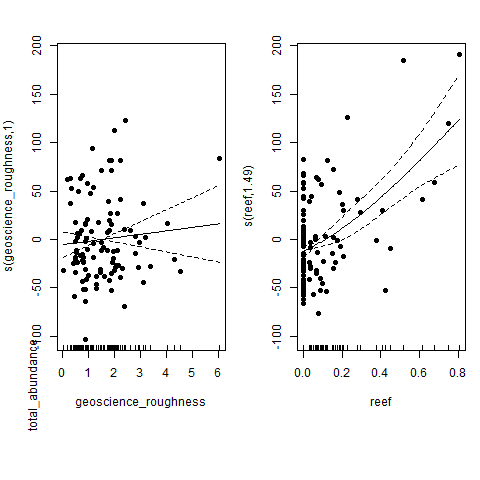 s(geoscience_roughness,1)
200
150
100
50
0
-50
-100
total_abundance
0 1 2 3 4 5 6
geoscience_roughness
s(reef,1.49)
200
150
100
50
0
-50
-100
0.0 0.2 0.4 0.6 0.8
reef